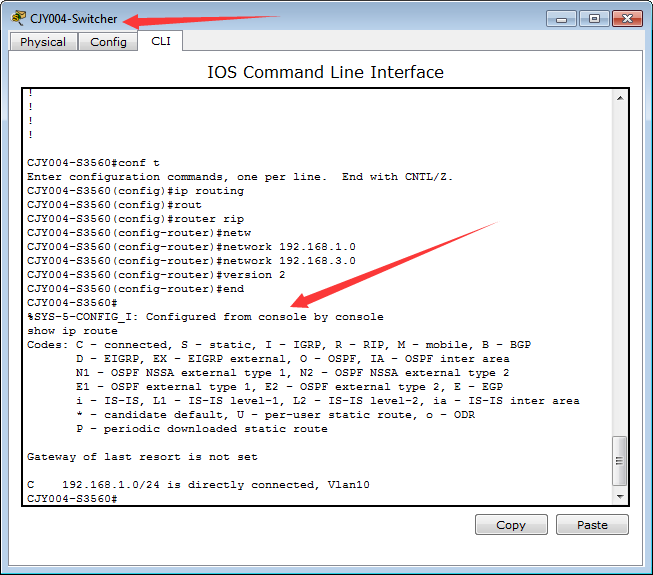 CJY004-Switcher
Physical Config CLI
IOS Command Line Interface
!
!
!
!
CJY004-S3560#conf t
Enter configuration commands, one per line.  End with CNTL/Z.
CJY004-S3560(config)#ip routing
CJY004-S3560(config)#rout
CJY004-S3560(config)#router rip
CJY004-S3560(config-router)#netw
CJY004-S3560(config-router)#network 192.168.1.0
CJY004-S3560(config-router)#network 192.168.3.0
CJY004-S3560(config-router)#version 2
CJY004-S3560(config-router)#end
CJY004-S3560#
%SYS-5-CONFIG_I: Configured from console by console
show ip route
Codes: C - connected, S - static, I - IGRP, R - RIP, M - mobile, B - BGP
       D - EIGRP, EX - EIGRP external, O - OSPF, IA - OSPF inter area
       N1 - OSPF NSSA external type 1, N2 - OSPF NSSA external type 2
       E1 - OSPF external type 1, E2 - OSPF external type 2, E - EGP
       i - IS-IS, L1 - IS-IS level-1, L2 - IS-IS level-2, ia - IS-IS inter area
       * - candidate default, U - per-user static route, o - ODR
       P - periodic downloaded static route
Gateway of last resort is not set
C    192.168.1.0/24 is directly connected, Vlan10
CJY004-S3560#
Copy Paste